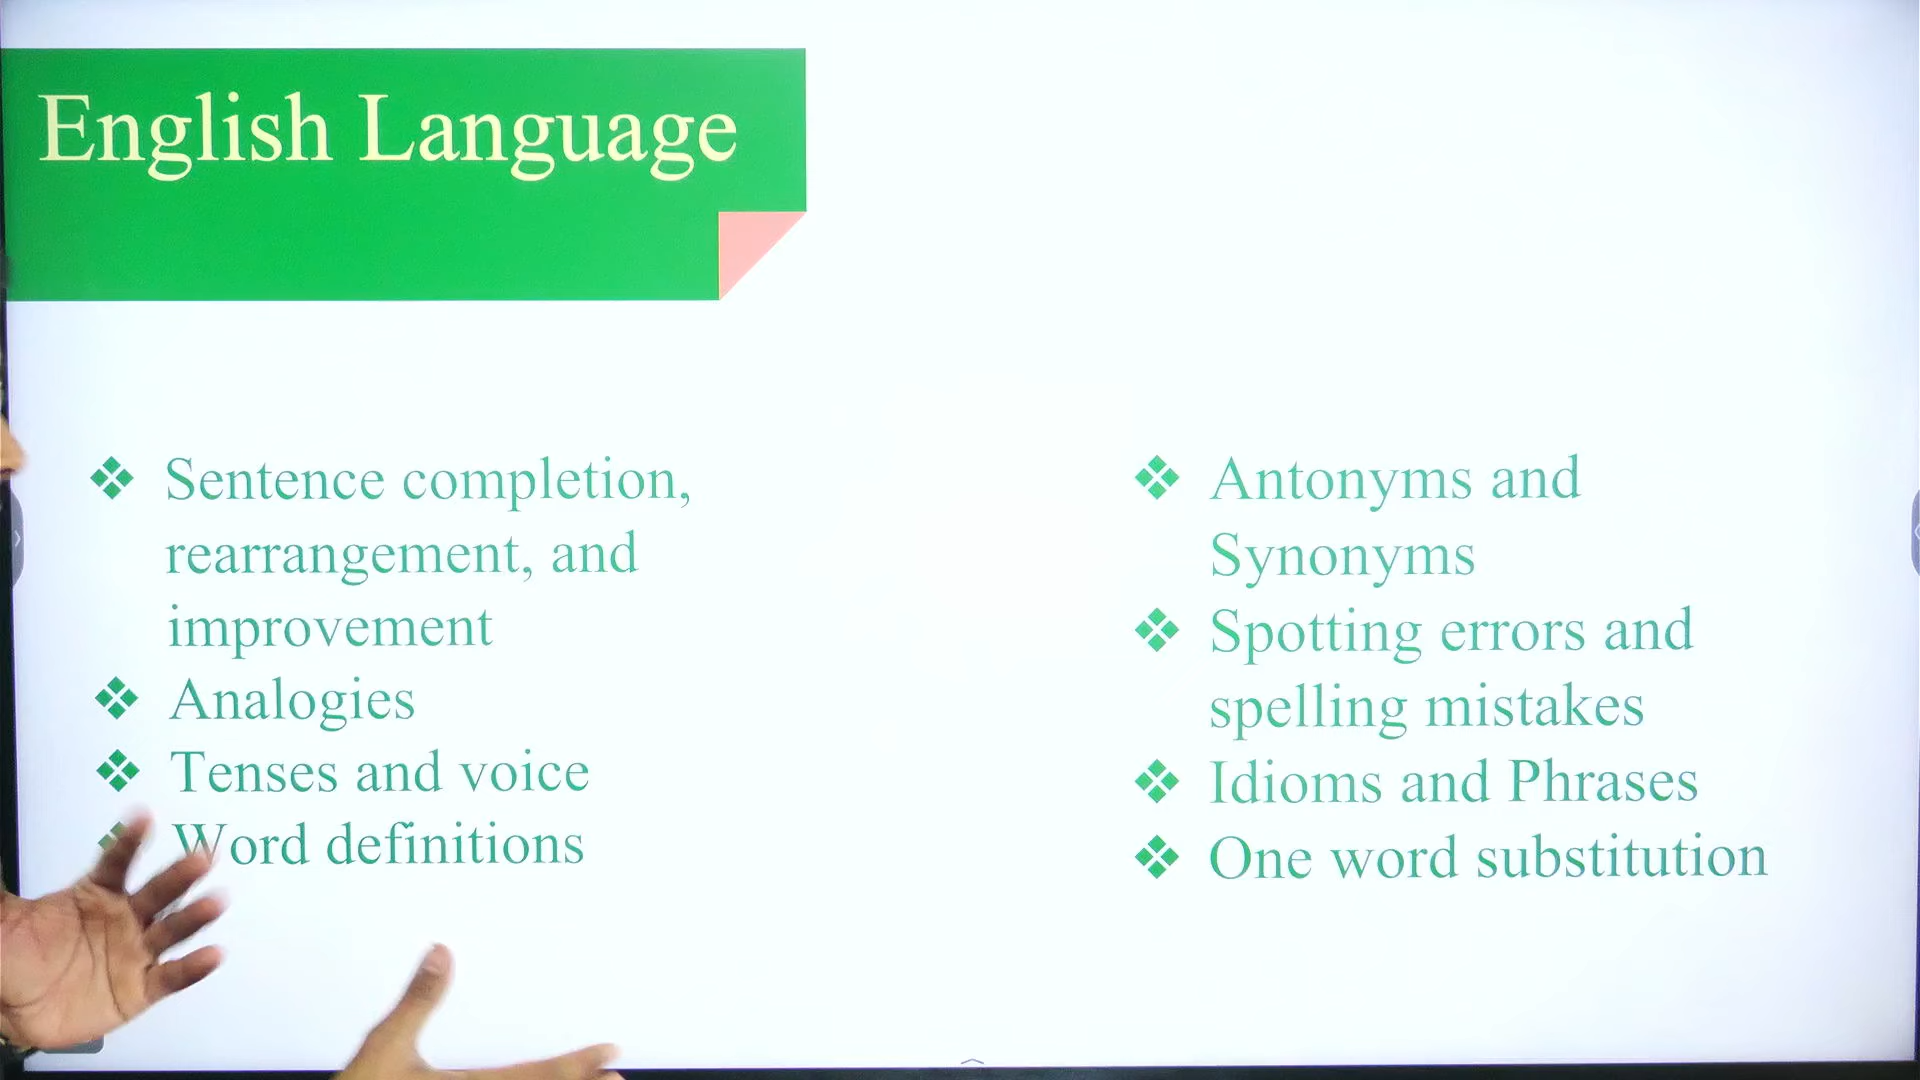 English Language
Sentence completion,
rearrangement, and
improvement
Analogies
Tenses and voice
Word definitions
Antonyms and
Synonyms
Spotting errors and
spelling mistakes
Idioms and Phrases
One word substitution